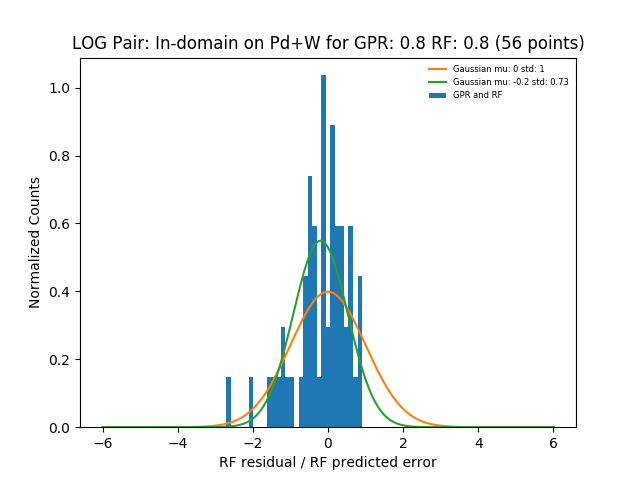 LOG Pair: In-domain on Pd+W for GPR: 0.8 RF: 0.8 (56 points)
Gaussian mu: 0 std: 1
Gaussian mu: -0.2 std: 0.73
GPR and RF
Normalized Counts
1.0
0.8
0.6
0.4
0.2
0.0
−6 −4 −2 0 2 4 6
RF residual / RF predicted error